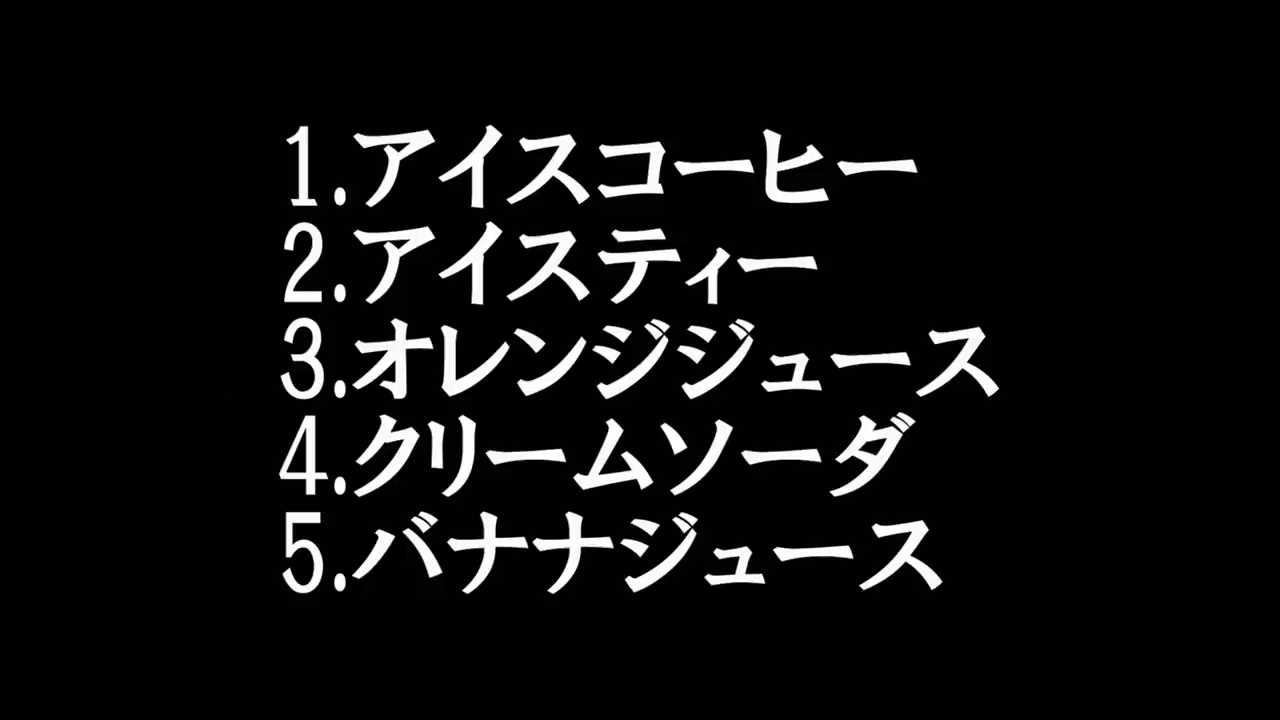 1.アイスコーヒー
2.アイスティー
3.オレンジジュース
4.クリームソーダ
5.バナナジュース